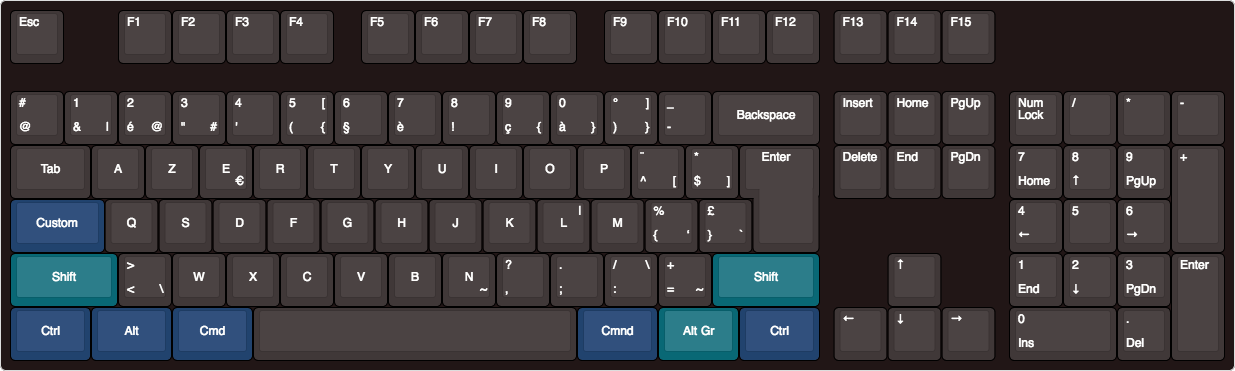 Esc F1 F2 F3 F4 F5 F6 F7 F8 F9 F10 F11 F12 F13 F14 F15
# 1 2 3 4 5 [ 6 7 8 9 0 ° ] _ Backspace Insert Home PgUp Num Lock / * -
@ & | é @ " # ' ( { § è ! ç { à } ) } -
Tab A Z E € R T Y U I O P ¨ ^ [ * $ ] Enter Delete End PgDn 7 Home 8 ↑ 9 PgUp +
Custom Q S D F G H J K L | M % { ‘ £ } ` 4 ← 5 6 →
Shift > < \ W X C V B N ~ ? , . ; / \ : + = ~ Shift ↑ 1 End 2 ↓ 3 PgDn Enter
Ctrl Alt Cmd Cmnd Alt Gr Ctrl ← ↓ → 0 Ins . Del